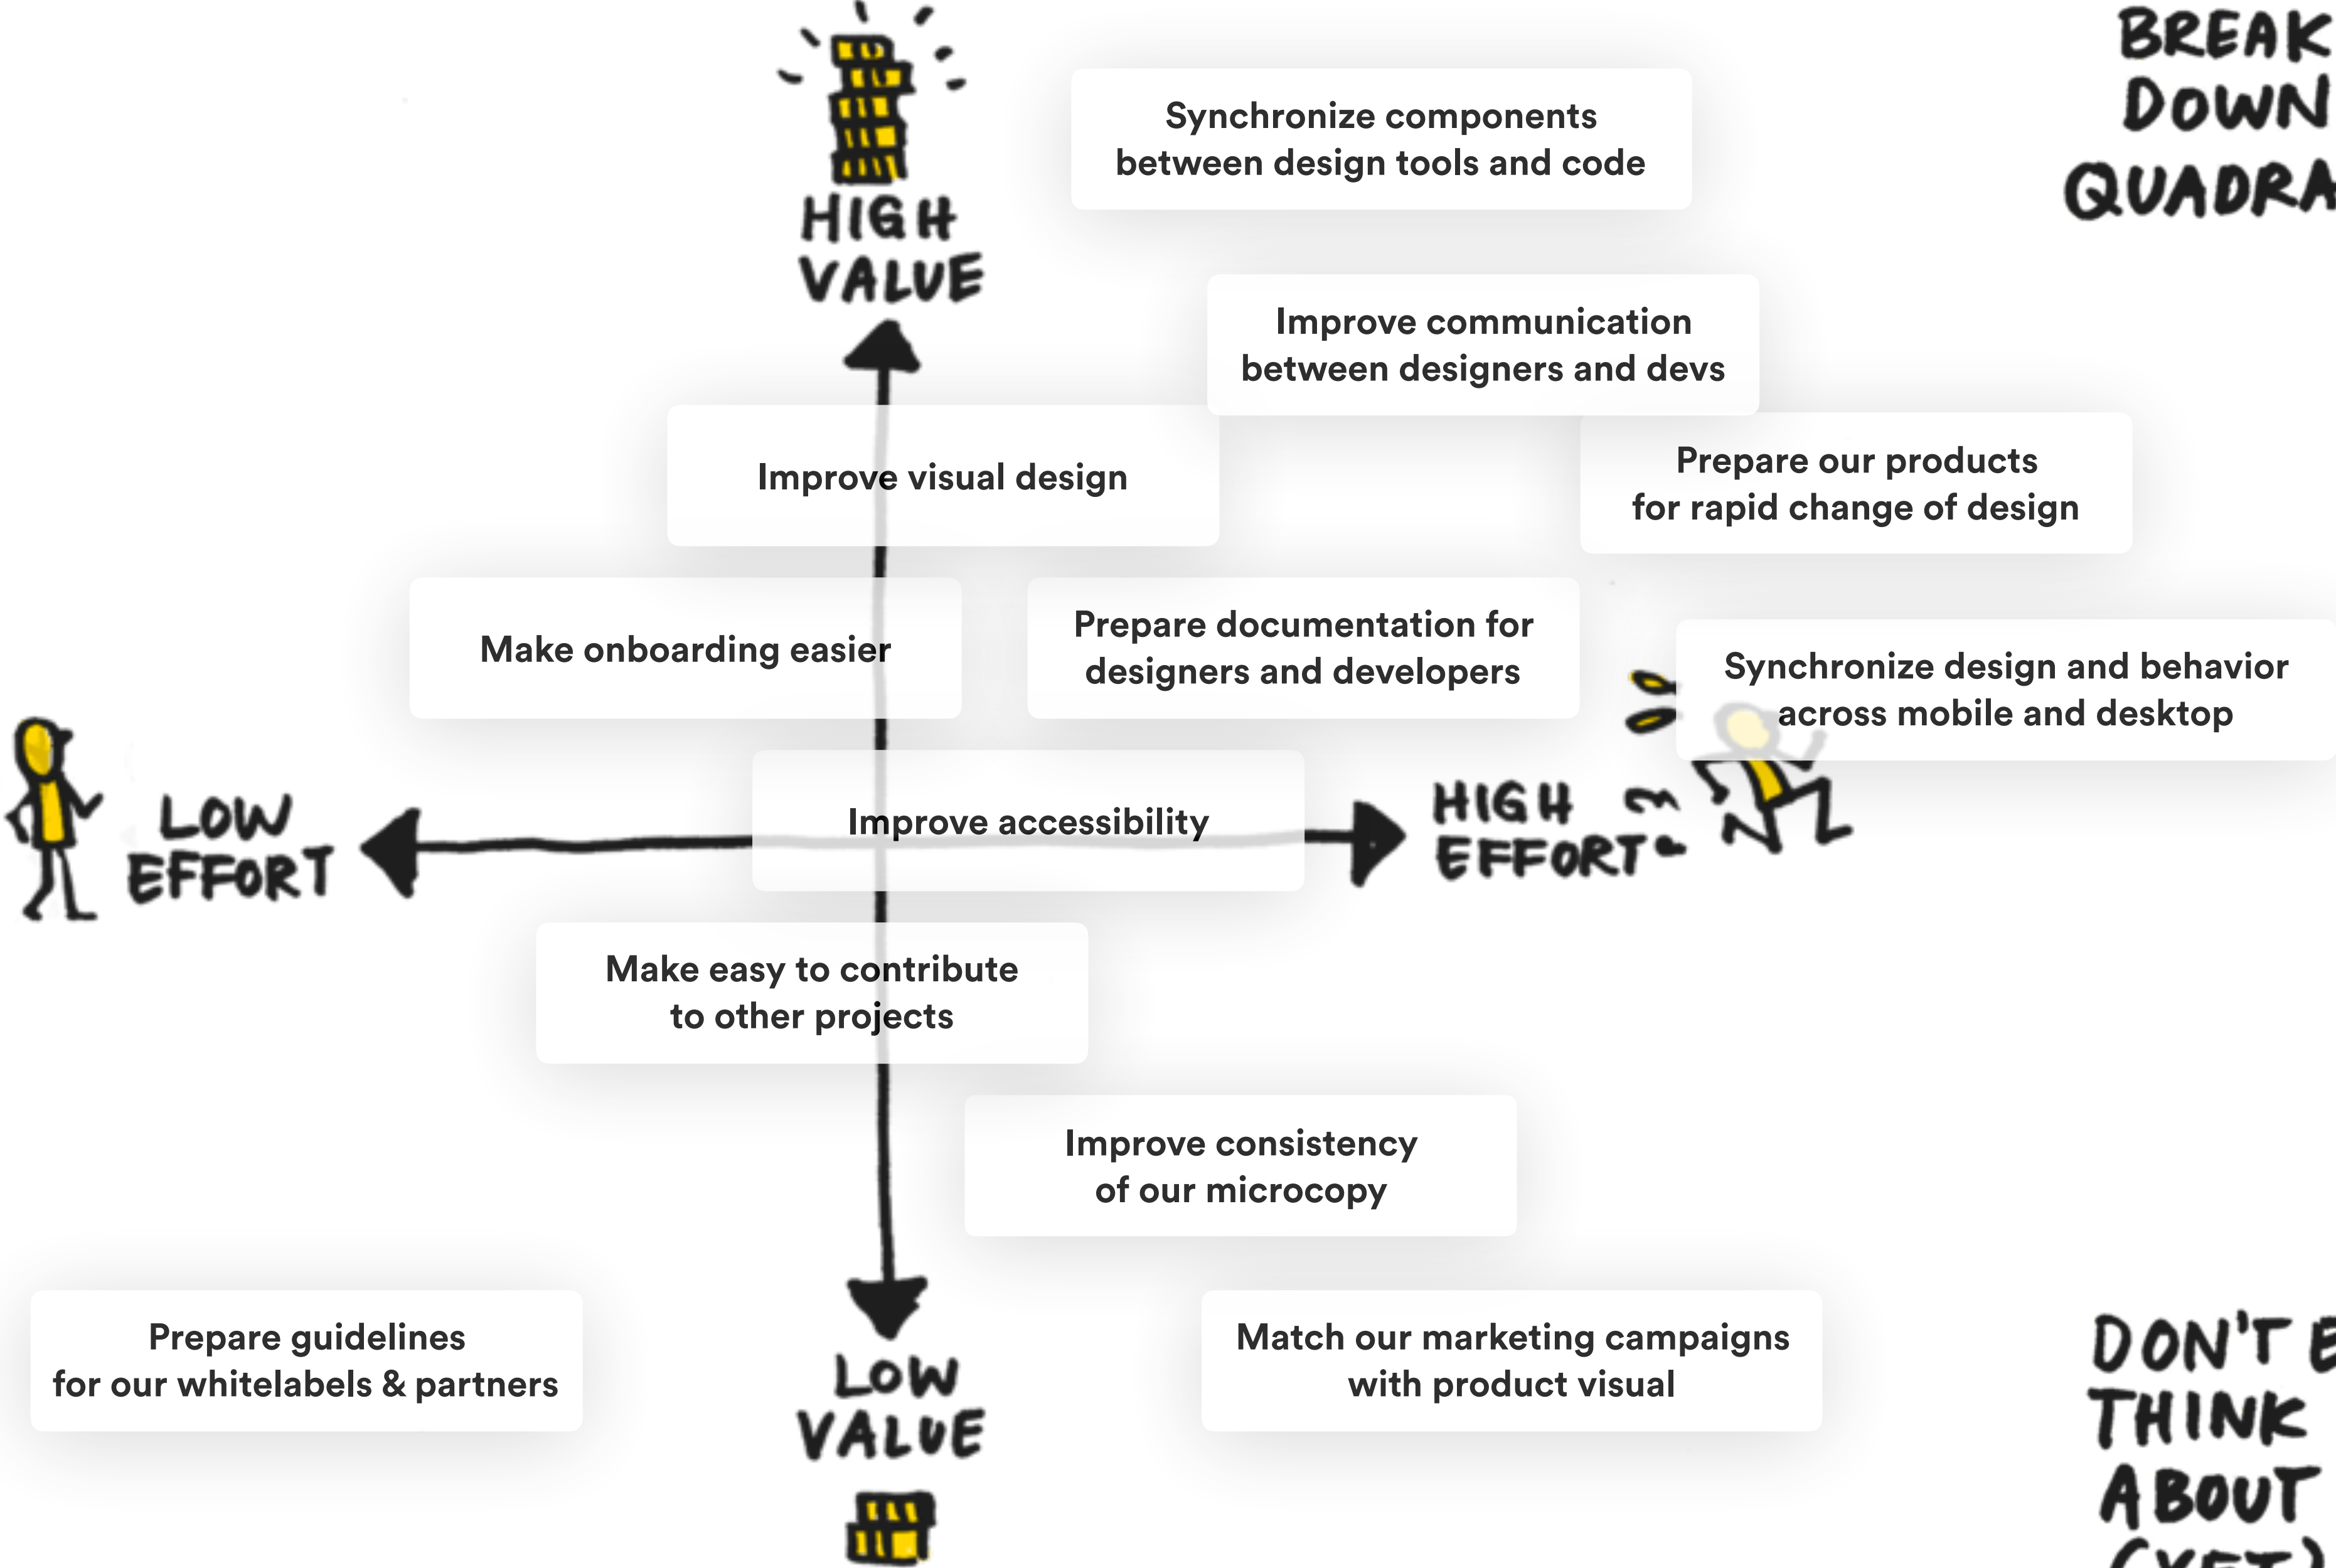 BREAK
DOWN
Synchronize components
between design tools and code
HIGH
VALUE
Improve communication
between designers and devs
Improve visual design
Prepare our products
for rapid change of design
Make onboarding easier
Prepare documentation for
designers and developers
Synchronize design and behavior
across mobile and desktop
LOW
EFFORT
Improve accessibility
HIGH
EFFORT
Make easy to contribute
to other projects
Improve consistency
of our microcopy
Prepare guidelines
for our whitelabels & partners
LOW
VALUE
Match our marketing campaigns
with product visual
DON'T
THINK
ABOUT